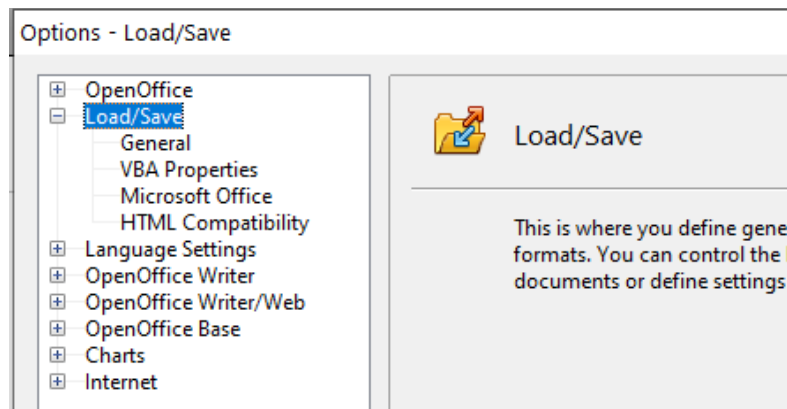 Options - Load/Save
OpenOffice
Load/Save
General
VBA Properties
Microsoft Office
HTML Compatibility
Language Settings
OpenOffice Writer
OpenOffice Writer/Web
OpenOffice Base
Charts
Internet
Load/Save
This is where you define gene
formats. You can control the
documents or define settings